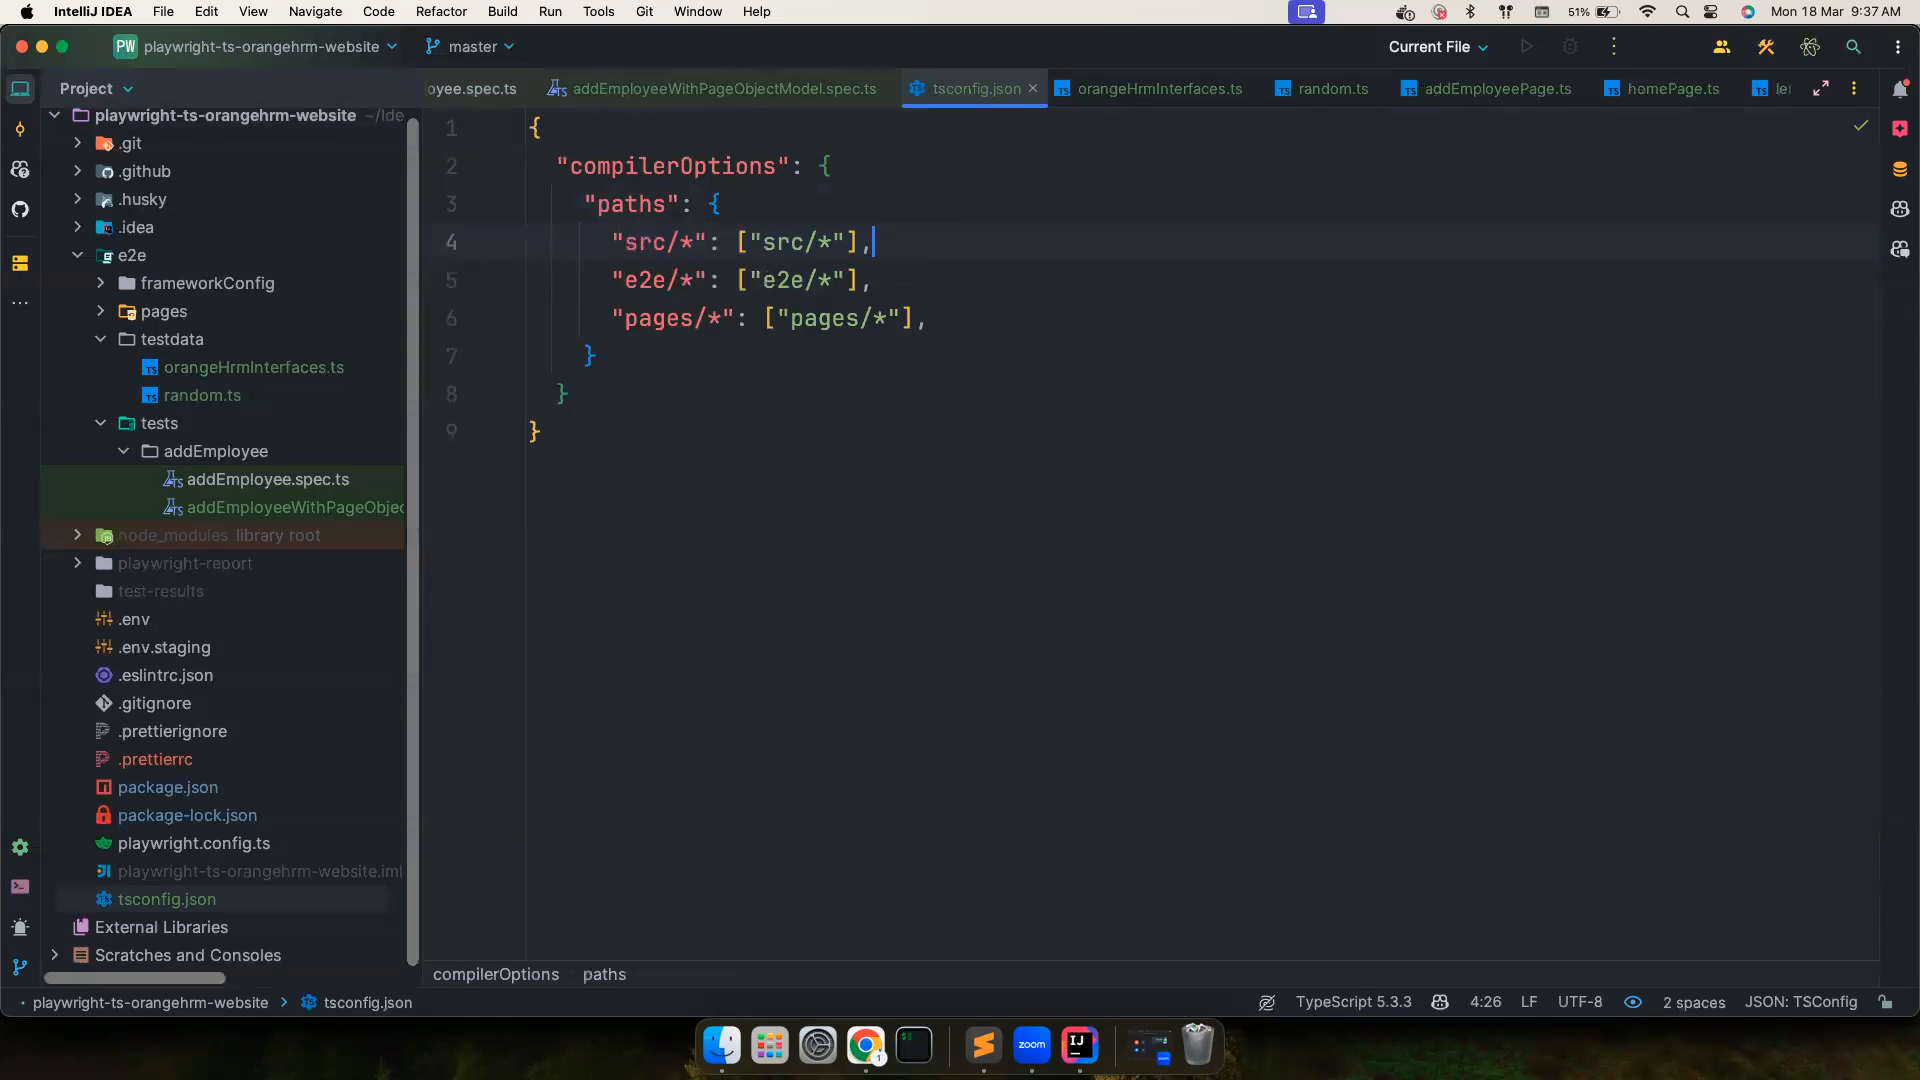 IntelliJ IDEA File Edit View Navigate Code Refactor Build Run Tools Git Window Help 51% Mon 18 Mar 9:37 AM
PW playwright-ts-orangehrm-website master Current File
Project oyee.spec.ts addEmployeeWithPageObjectModel.spec.ts tsconfig.json orangeHrmInterfaces.ts random.ts addEmployeePage.ts homePage.ts
playwright-ts-orangehrm-website ~/Ide
.git
.github
.husky
.idea
e2e
frameworkConfig
pages
testdata
orangeHrmInterfaces.ts
random.ts
tests
addEmployee
addEmployee.spec.ts
addEmployeeWithPageObjec
node_modules library root
playwright-report
test-results
.env
.env.staging
.eslintrc.json
.gitignore
.prettierignore
.prettierrc
package.json
package-lock.json
playwright.config.ts
playwright-ts-orangehrm-website.iml
tsconfig.json
External Libraries
Scratches and Consoles
1 {
2 "compilerOptions": {
3 "paths": {
4 "src/*": ["src/*"],
5 "e2e/*": ["e2e/*"],
6 "pages/*": ["pages/*"],
7 }
8 }
9 }
compilerOptions paths
playwright-ts-orangehrm-website > tsconfig.json TypeScript 5.3.3 4:26 LF UTF-8 2 spaces JSON: TSConfig
zoom IJ